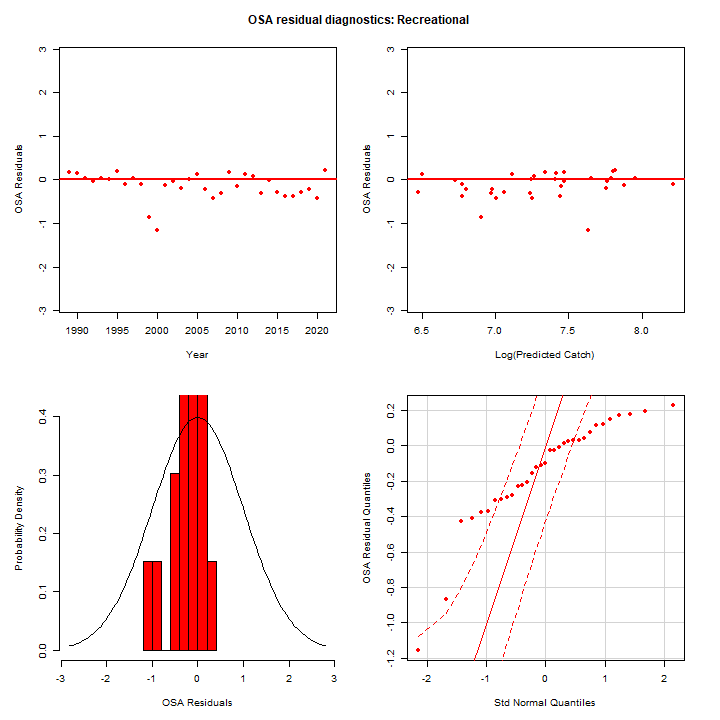 OSA residual diagnostics: Recreational
OSA Residuals
3
2
1
0
-1
-2
-3
1990 1995 2000 2005 2010 2015 2020
Year
OSA Residuals
3
2
1
0
-1
-2
-3
6.5 7.0 7.5 8.0
Log(Predicted Catch)
Probability Density
0.4
0.3
0.2
0.1
0.0
-3 -2 -1 0 1 2 3
OSA Residuals
OSA Residual Quantiles
0.2
0.0
-0.2
-0.4
-0.6
-0.8
-1.0
-1.2
-2 -1 0 1 2
Std Normal Quantiles